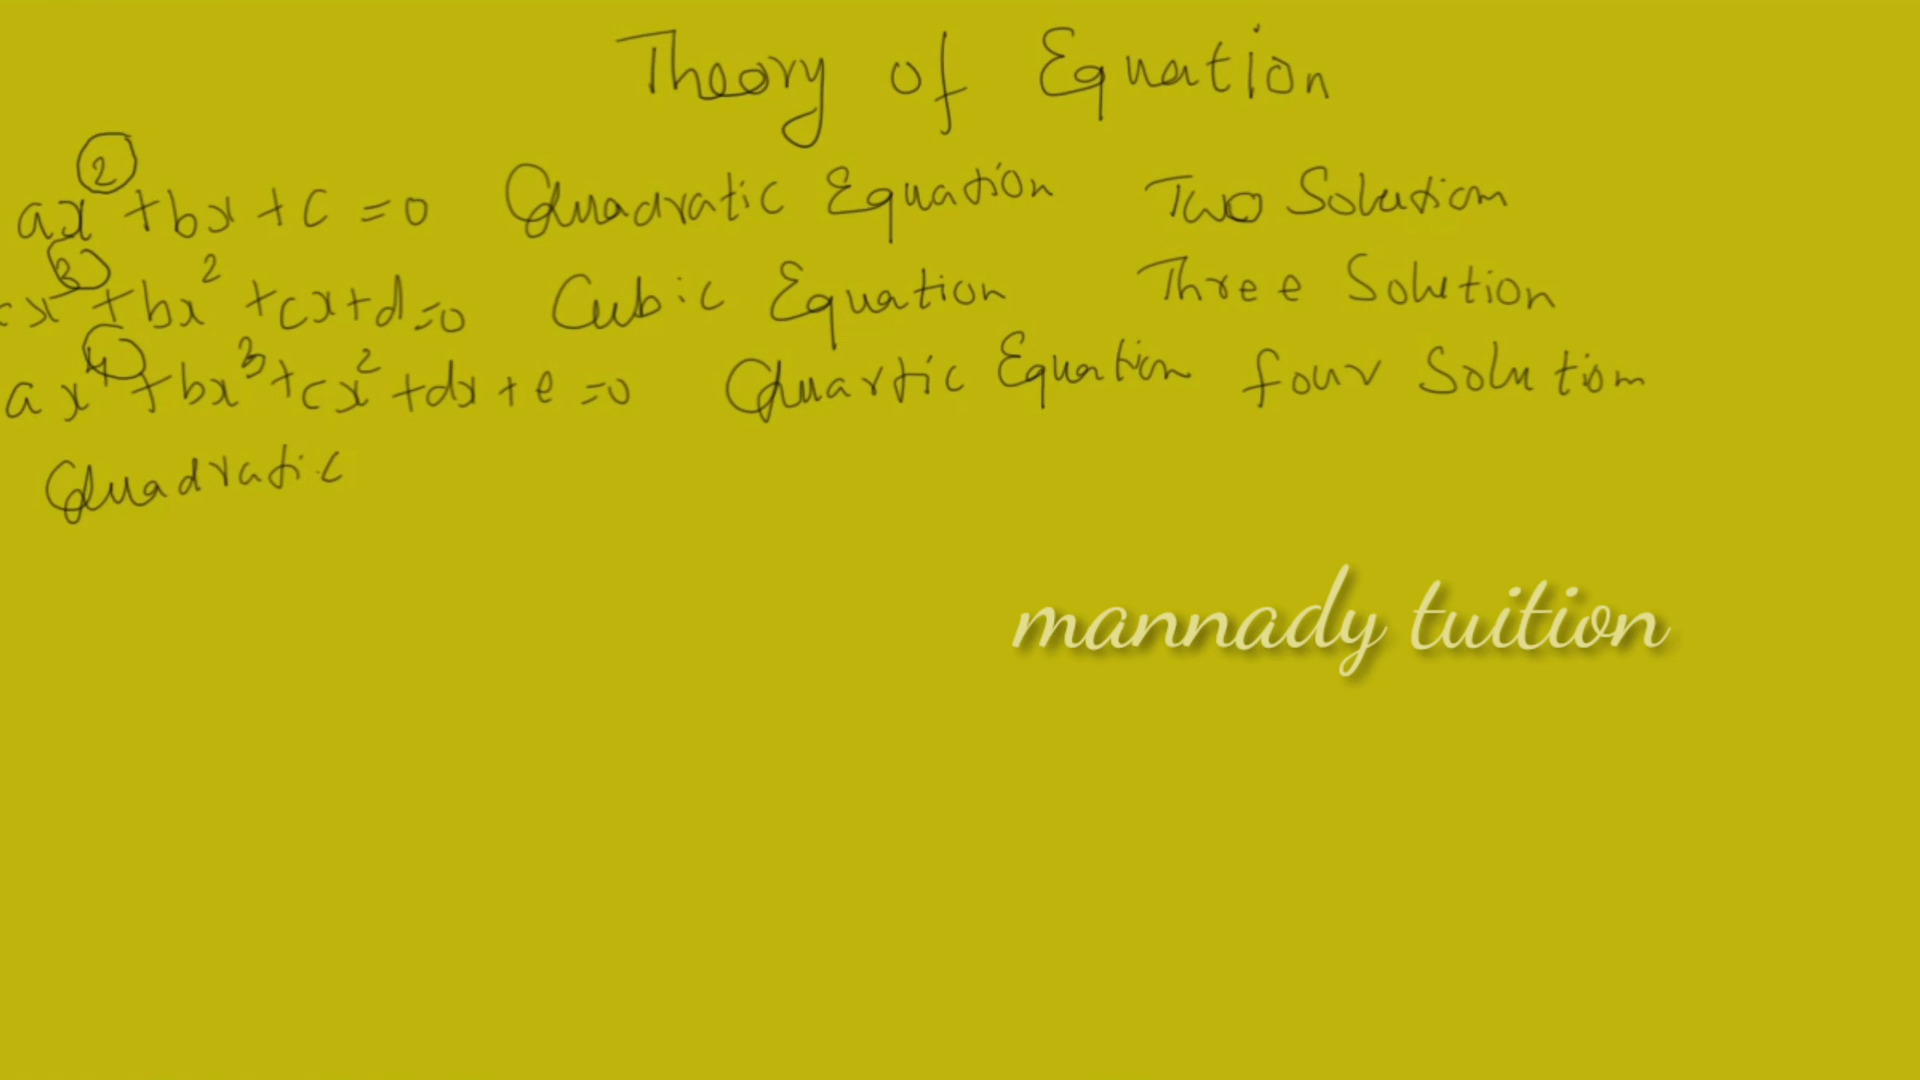 Theory of Equation
ax² + bx + c = 0 Quadratic Equation Two Solution
x³ + bx² + cx + d = 0 Cubic Equation Three Solution
ax⁴ + bx³ + cx² + dx + e = 0 Quartic Equation four Solution
Quadratic
mannady tuition